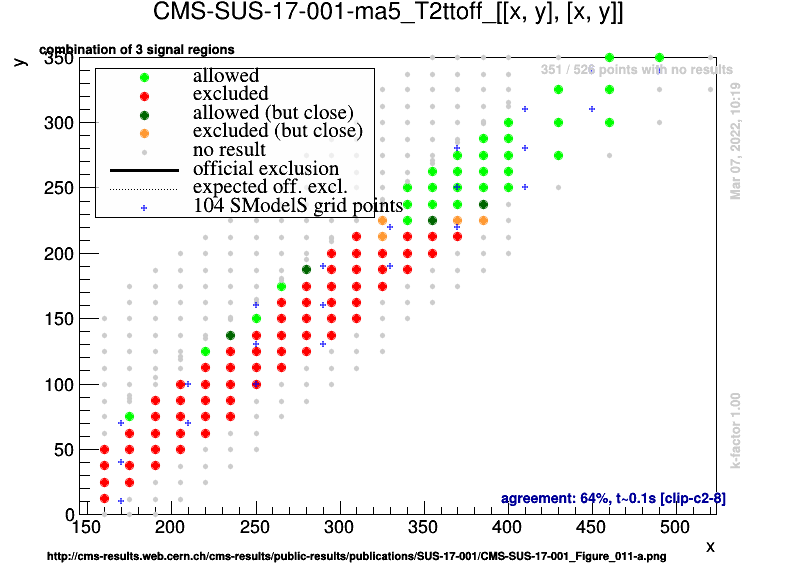 CMS-SUS-17-001-ma5_T2ttoff_[[x, y], [x, y]]
combination of 3 signal regions
y
351 / 526 points with no results
allowed
excluded
allowed (but close)
excluded (but close)
no result
official exclusion
expected off. excl.
104 SModelS grid points
350
300
250
200
150
100
50
0
Mar 07, 2022, 10:19
k-factor 1.00
agreement: 64%, t~0.1s [clip-c2-8]
150 200 250 300 350 400 450 500
x
http://cms-results.web.cern.ch/cms-results/public-results/publications/SUS-17-001/CMS-SUS-17-001_Figure_011-a.png